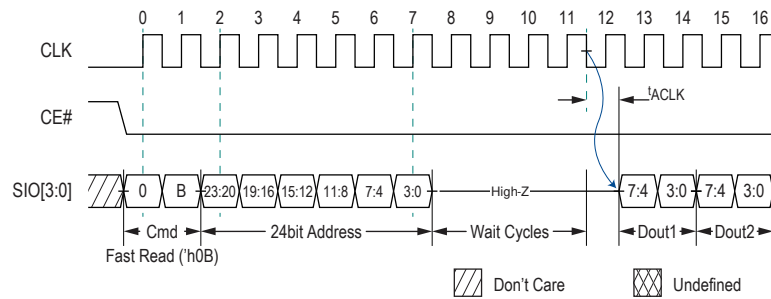 0 1 2 3 4 5 6 7 8 9 10 11 12 13 14 15 16
CLK
tACLK
CE#
SIO[3:0] 0 B 23:20 19:16 15:12 11:8 7:4 3:0 High-Z 7:4 3:0 7:4 3:0
Cmd 24bit Address Wait Cycles Dout1 Dout2
Fast Read ('h0B)
Don't Care Undefined